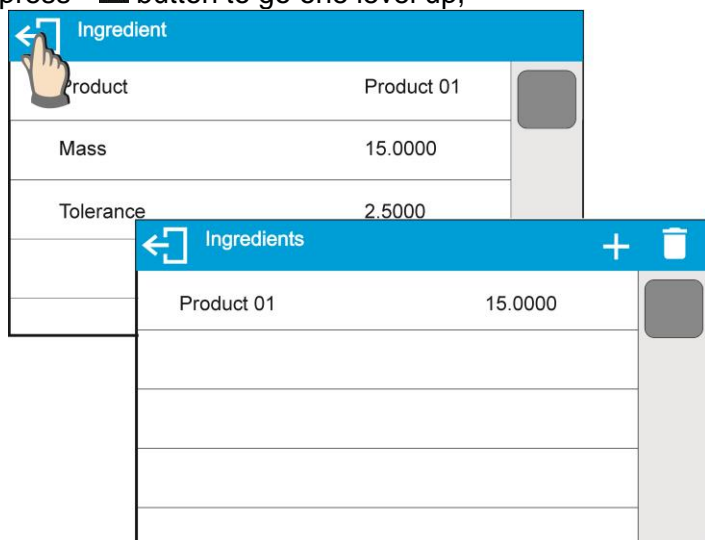 press button to go one level up;
Ingredient
Product Product 01
Mass 15.0000
Tolerance 2.5000
Ingredients
Product 01 15.0000